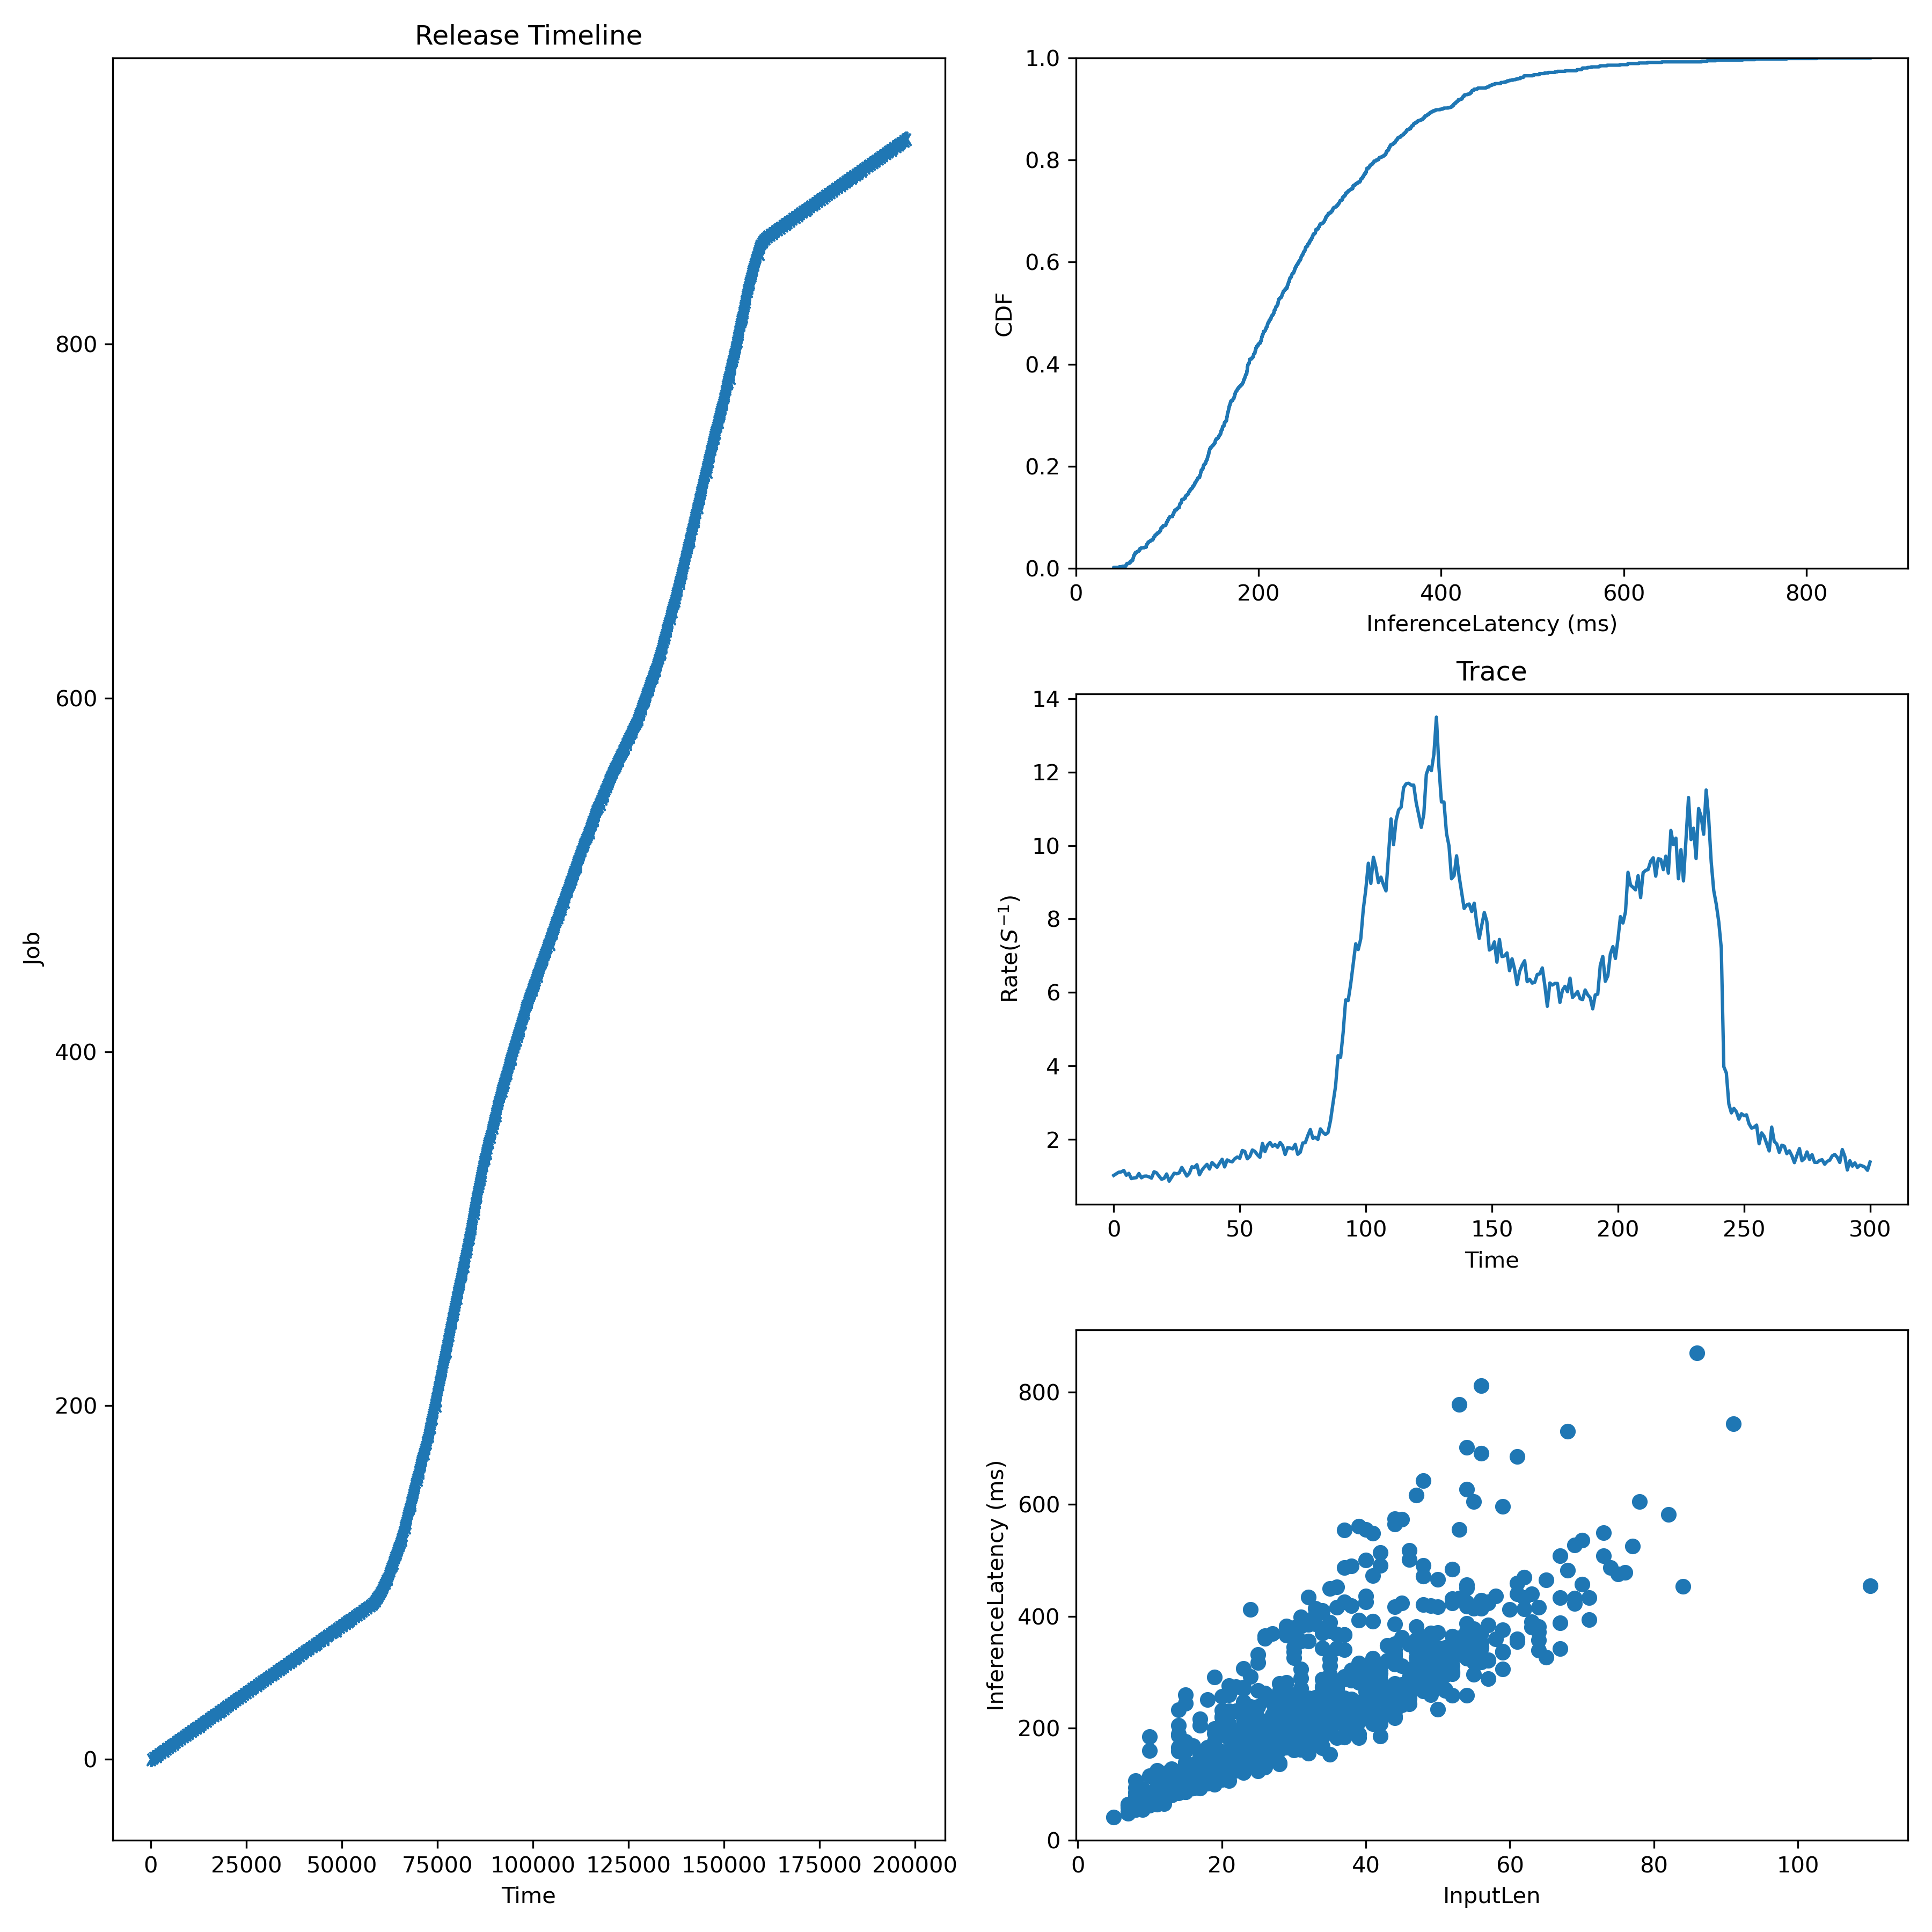 Release Timeline
Job
800
600
400
200
0
0 25000 50000 75000 100000 125000 150000 175000 200000
Time
CDF
1.0
0.8
0.6
0.4
0.2
0.0
0 200 400 600 800
InferenceLatency (ms)
Trace
Rate(S⁻¹)
14
12
10
8
6
4
2
0 50 100 150 200 250 300
Time
InferenceLatency (ms)
800
600
400
200
0
0 20 40 60 80 100
InputLen